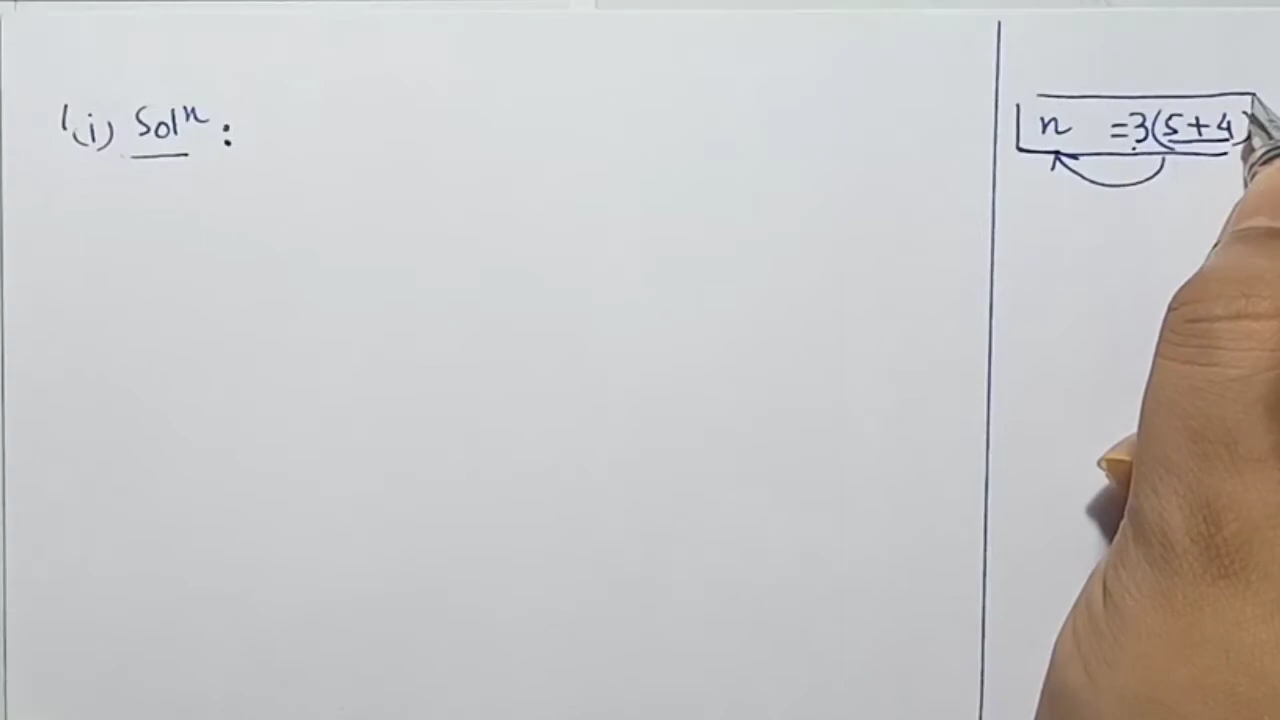 1(i) Solⁿ :
n = 3(5+4)